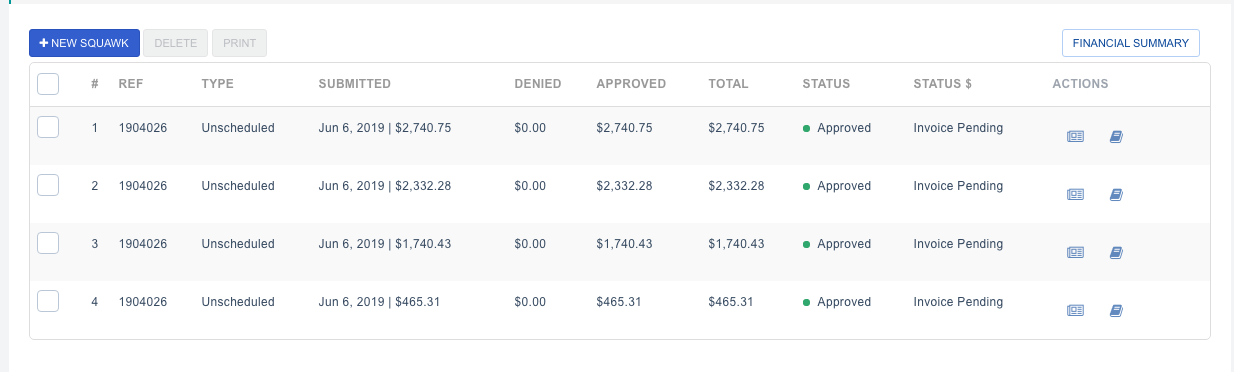 + NEW SQUAWK DELETE PRINT FINANCIAL SUMMARY
# REF TYPE SUBMITTED DENIED APPROVED TOTAL STATUS STATUS $ ACTIONS
1 1904026 Unscheduled Jun 6, 2019 | $2,740.75 $0.00 $2,740.75 $2,740.75 Approved Invoice Pending
2 1904026 Unscheduled Jun 6, 2019 | $2,332.28 $0.00 $2,332.28 $2,332.28 Approved Invoice Pending
3 1904026 Unscheduled Jun 6, 2019 | $1,740.43 $0.00 $1,740.43 $1,740.43 Approved Invoice Pending
4 1904026 Unscheduled Jun 6, 2019 | $465.31 $0.00 $465.31 $465.31 Approved Invoice Pending